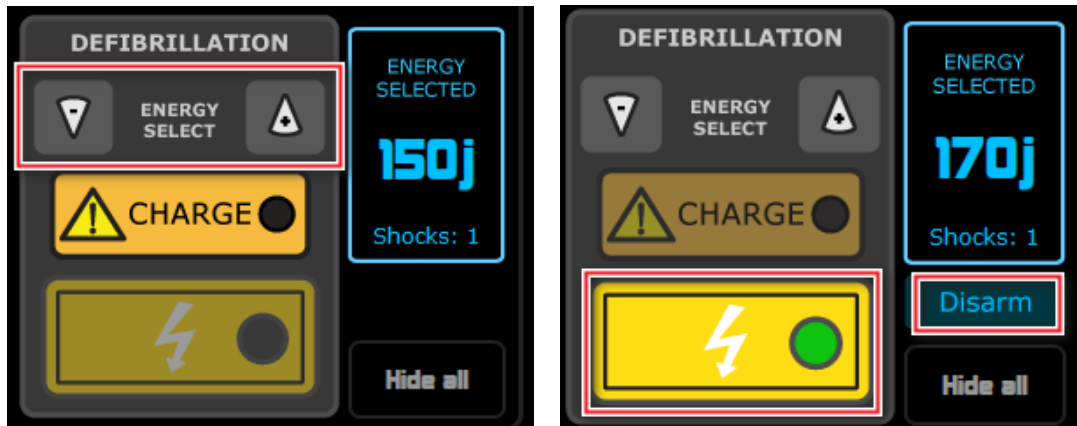 DEFIBRILLATION
-
ENERGY
SELECT
+
CHARGE
ENERGY
SELECTED
150j
Shocks: 1
Hide all
DEFIBRILLATION
-
ENERGY
SELECT
+
CHARGE
ENERGY
SELECTED
170j
Shocks: 1
Disarm
Hide all